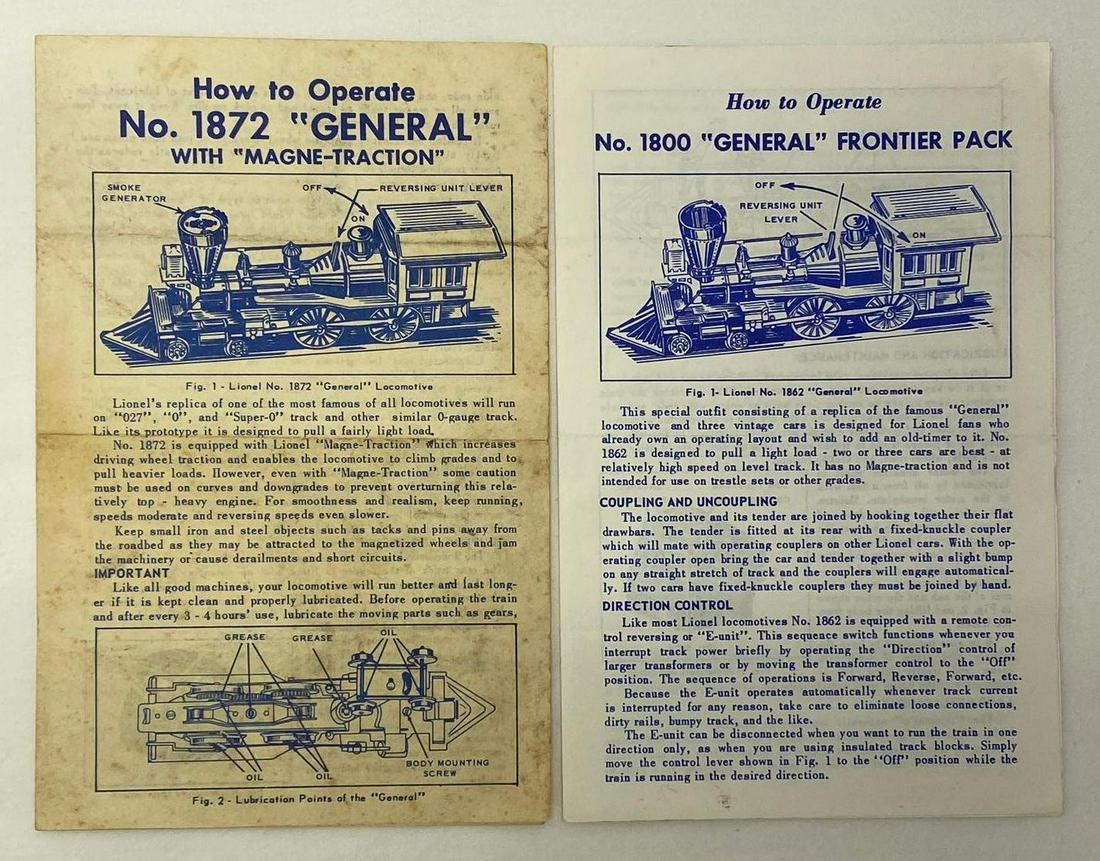 How to Operate
No. 1872 "GENERAL"
WITH "MAGNE-TRACTION"
SMOKE
GENERATOR
OFF
REVERSING UNIT LEVER
ON
Fig. 1 - Lionel No. 1872 "General" Locomotive
Lionel's replica of one of the most famous of all locomotives will run
on "027", "0", and "Super-0" track and other similar 0-gauge track.
Like its prototype it is designed to pull a fairly light load.
No. 1872 is equipped with Lionel "Magne-Traction" which increases
driving wheel traction and enables the locomotive to climb grades and to
pull heavier loads. However, even with "Magne-Traction" some caution
must be used on curves and downgrades to prevent overturning this rela-
tively top - heavy engine. For smoothness and realism, keep running,
speeds moderate and reversing speeds even slower.
Keep small iron and steel objects such as tacks and pins away from
the roadbed as they may be attracted to the magnetized wheels and jam
the machinery or cause derailments and short circuits.
IMPORTANT
Like all good machines, your locomotive will run better and last long-
er if it is kept clean and properly lubricated. Before operating the train
and after every 3 - 4 hours' use, lubricate the moving parts such as gears,
GREASE
GREASE
OIL
OIL
OIL
BODY MOUNTING
SCREW
Fig. 2 - Lubrication Points of the "General"
How to Operate
No. 1800 "GENERAL" FRONTIER PACK
OFF
REVERSING UNIT
LEVER
ON
Fig. 1- Lionel No. 1862 "General" Locomotive
This special outfit consisting of a replica of the famous "General"
locomotive and three vintage cars is designed for Lionel fans who
already own an operating layout and wish to add an old-timer to it. No.
1862 is designed to pull a light load - two or three cars are best - at
relatively high speed on level track. It has no Magne-traction and is not
intended for use on trestle sets or other grades.
COUPLING AND UNCOUPLING
The locomotive and its tender are joined by hooking together their flat
drawbars. The tender is fitted at its rear with a fixed-knuckle coupler
which will mate with operating couplers on other Lionel cars. With the op-
erating coupler open bring the car and tender together with a slight bump
on any straight stretch of track and the couplers will engage automatical-
ly. If two cars have fixed-knuckle couplers they must be joined by hand.
DIRECTION CONTROL
Like most Lionel locomotives No. 1862 is equipped with a remote con-
trol reversing or "E-unit". This sequence switch functions whenever you
interrupt track power briefly by operating the "Direction" control of
larger transformers or by moving the transformer control to the "Off"
position. The sequence of operations is Forward, Reverse, Forward, etc.
Because the E-unit operates automatically whenever track current
is interrupted for any reason, take care to eliminate loose connections,
dirty rails, bumpy track, and the like.
The E-unit can be disconnected when you want to run the train in one
direction only, as when you are using insulated track blocks. Simply
move the control lever shown in Fig. 1 to the "Off" position while the
train is running in the desired direction.